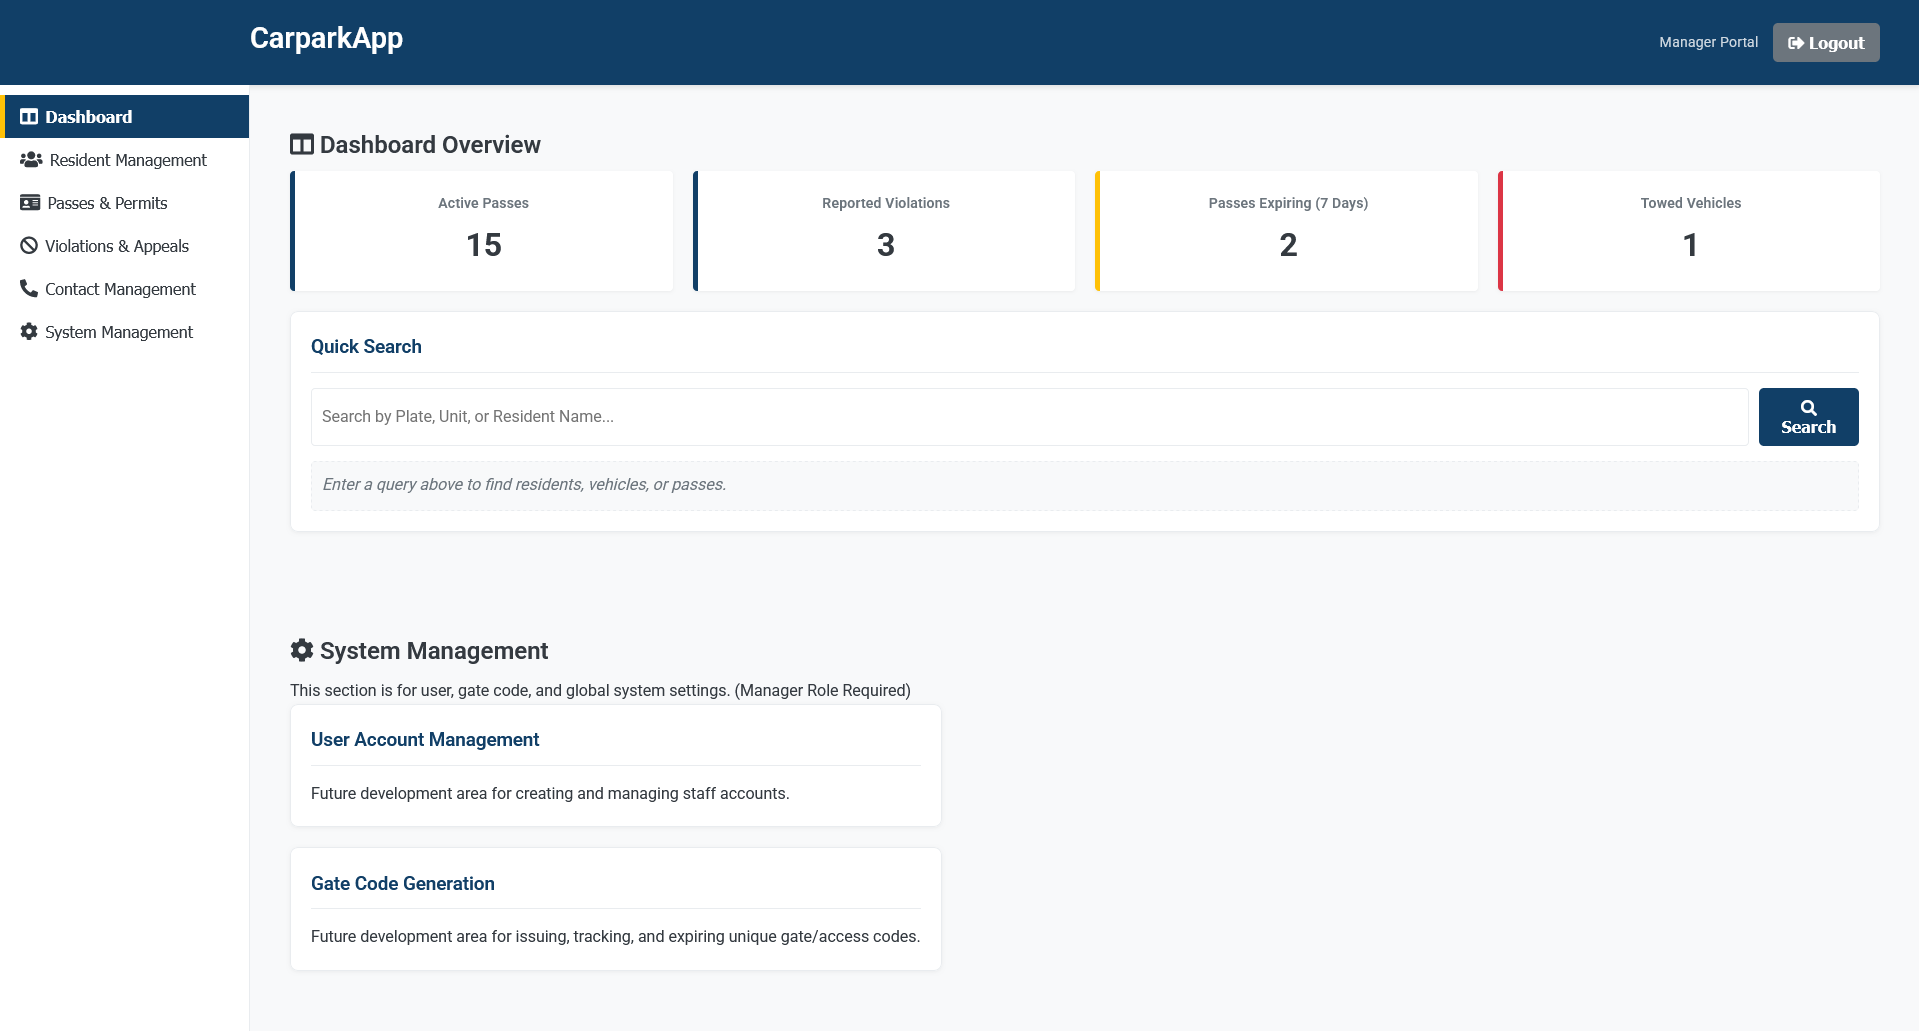 CarparkApp
Manager Portal
Logout
Dashboard
Resident Management
Passes & Permits
Violations & Appeals
Contact Management
System Management
Dashboard Overview
Active Passes
15
Reported Violations
3
Passes Expiring (7 Days)
2
Towed Vehicles
1
Quick Search
Search by Plate, Unit, or Resident Name...
Search
Enter a query above to find residents, vehicles, or passes.
System Management
This section is for user, gate code, and global system settings. (Manager Role Required)
User Account Management
Future development area for creating and managing staff accounts.
Gate Code Generation
Future development area for issuing, tracking, and expiring unique gate/access codes.